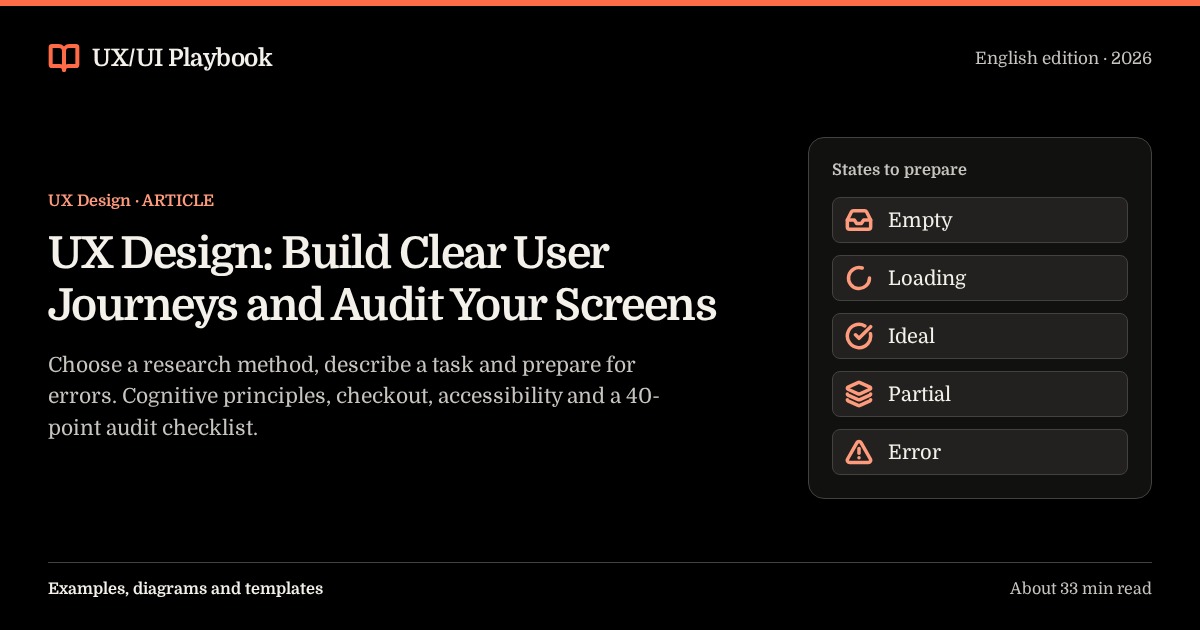 UX/UI Playbook
English edition · 2026
UX Design · ARTICLE
UX Design: Build Clear User
Journeys and Audit Your Screens
Choose a research method, describe a task and prepare for
errors. Cognitive principles, checkout, accessibility and a 40-
point audit checklist.
States to prepare
Empty
Loading
Ideal
Partial
Error
Examples, diagrams and templates
About 33 min read